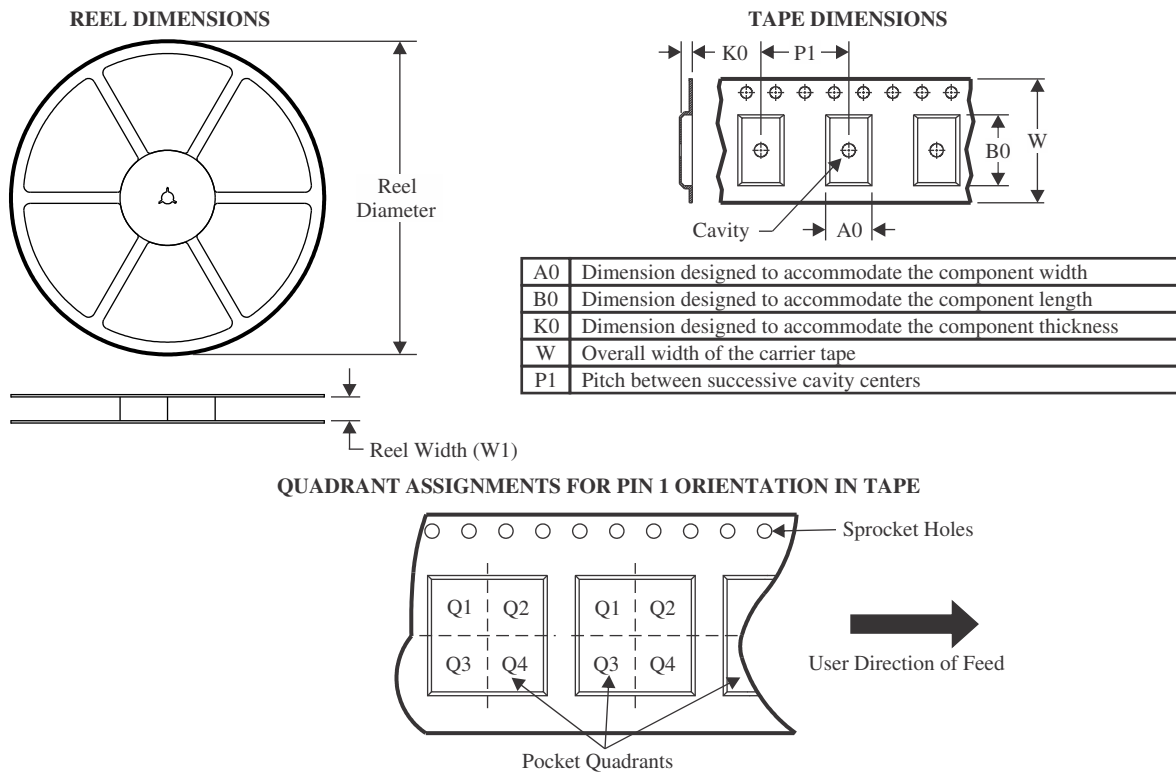 REEL DIMENSIONS
Reel
Diameter
Reel Width (W1)
TAPE DIMENSIONS
K0
P1
B0
W
Cavity
A0
A0 Dimension designed to accommodate the component width
B0 Dimension designed to accommodate the component length
K0 Dimension designed to accommodate the component thickness
W Overall width of the carrier tape
P1 Pitch between successive cavity centers
QUADRANT ASSIGNMENTS FOR PIN 1 ORIENTATION IN TAPE
Sprocket Holes
Q1 Q2 Q1 Q2
Q3 Q4 Q3 Q4
User Direction of Feed
Pocket Quadrants